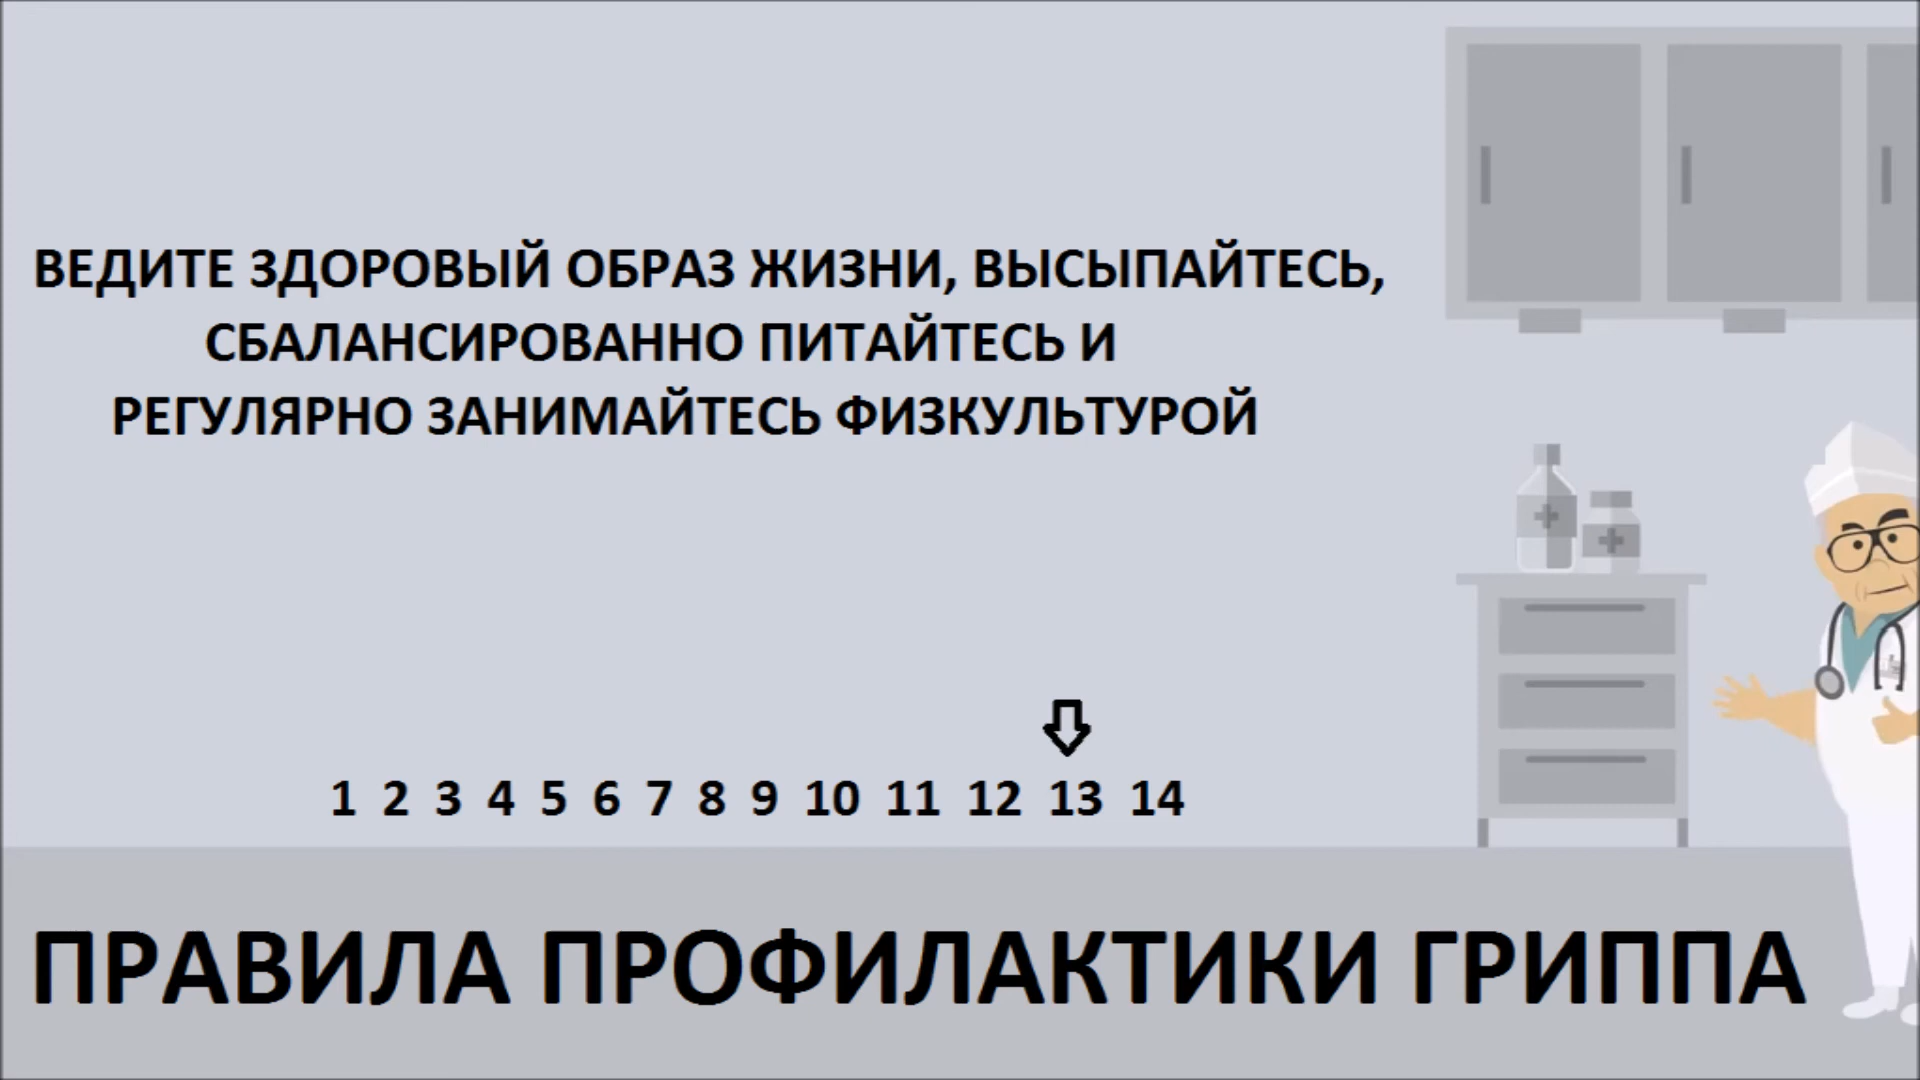 ВЕДИТЕ ЗДОРОВЫЙ ОБРАЗ ЖИЗНИ, ВЫСЫПАЙТЕСЬ,
СБАЛАНСИРОВАННО ПИТАЙТЕСЬ И
РЕГУЛЯРНО ЗАНИМАЙТЕСЬ ФИЗКУЛЬТУРОЙ
1 2 3 4 5 6 7 8 9 10 11 12 13 14
ПРАВИЛА ПРОФИЛАКТИКИ ГРИППА